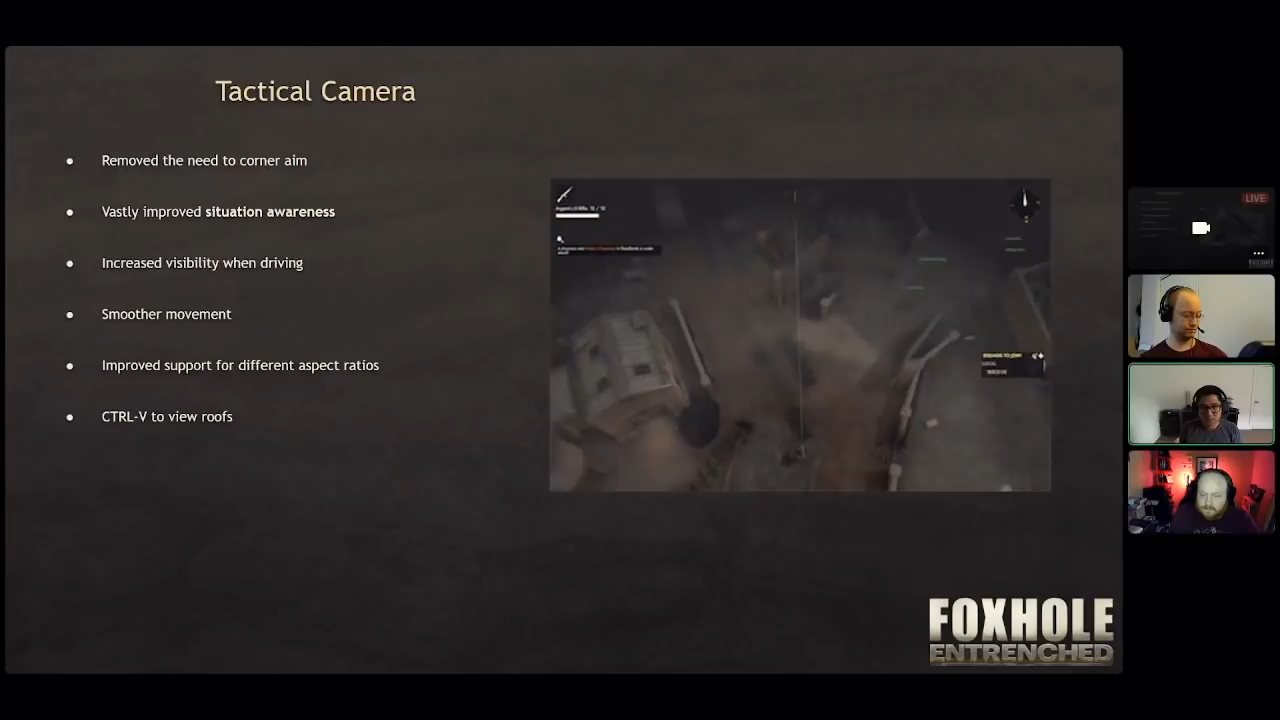 Tactical Camera
Removed the need to corner aim
Vastly improved situation awareness
Increased visibility when driving
Smoother movement
Improved support for different aspect ratios
CTRL-V to view roofs
LIVE
FOXHOLE
ENTRENCHED